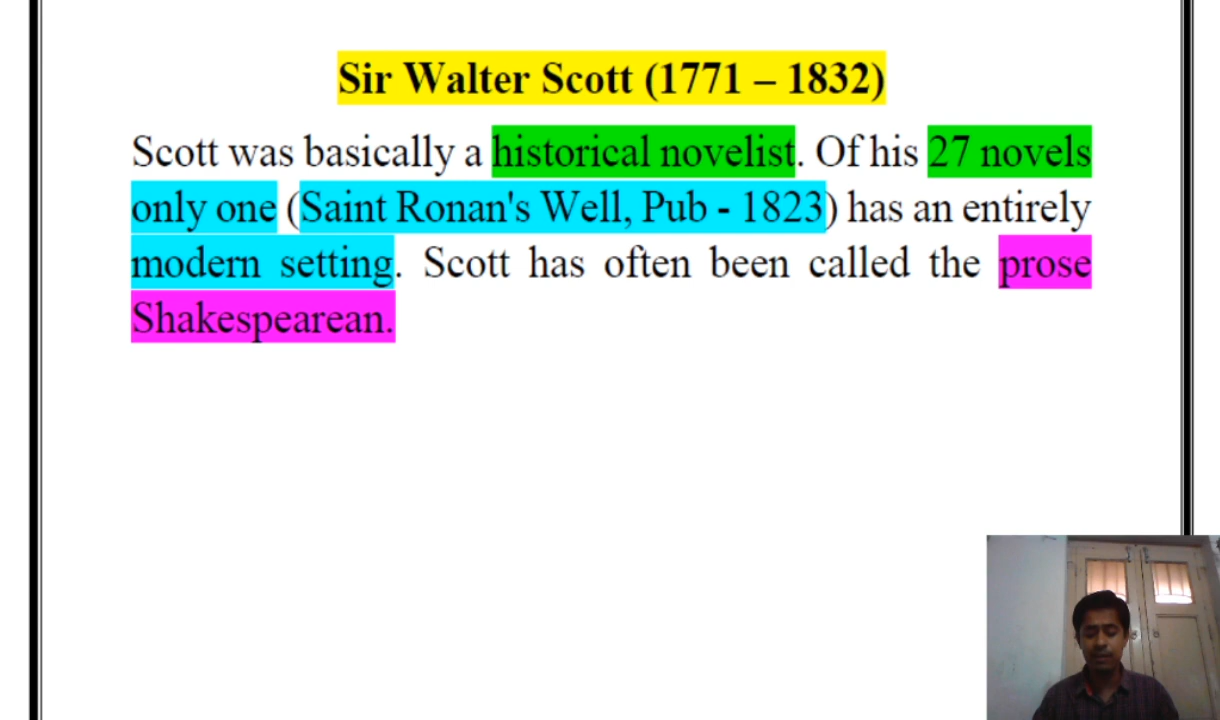 Sir Walter Scott (1771 – 1832)
Scott was basically a historical novelist. Of his 27 novels
only one (Saint Ronan's Well, Pub - 1823) has an entirely
modern setting. Scott has often been called the prose
Shakespearean.